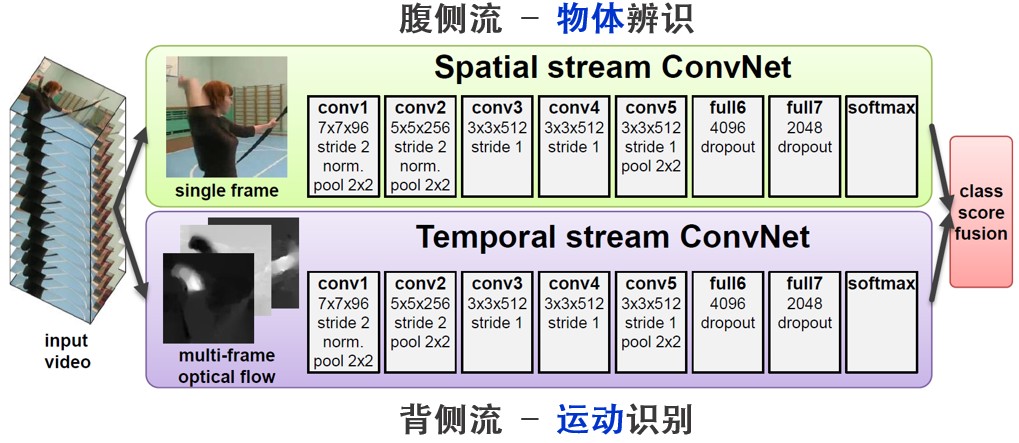 腹侧流 - 物体辨识
Spatial stream ConvNet
single frame
conv1
7x7x96
stride 2
norm.
pool 2x2
conv2
5x5x256
stride 2
norm.
pool 2x2
conv3
3x3x512
stride 1
conv4
3x3x512
stride 1
conv5
3x3x512
stride 1
pool 2x2
full6
4096
dropout
full7
2048
dropout
softmax
input
video
Temporal stream ConvNet
multi-frame
optical flow
conv1
7x7x96
stride 2
norm.
pool 2x2
conv2
5x5x256
stride 2
pool 2x2
conv3
3x3x512
stride 1
conv4
3x3x512
stride 1
conv5
3x3x512
stride 1
pool 2x2
full6
4096
dropout
full7
2048
dropout
softmax
class
score
fusion
背侧流 - 运动识别